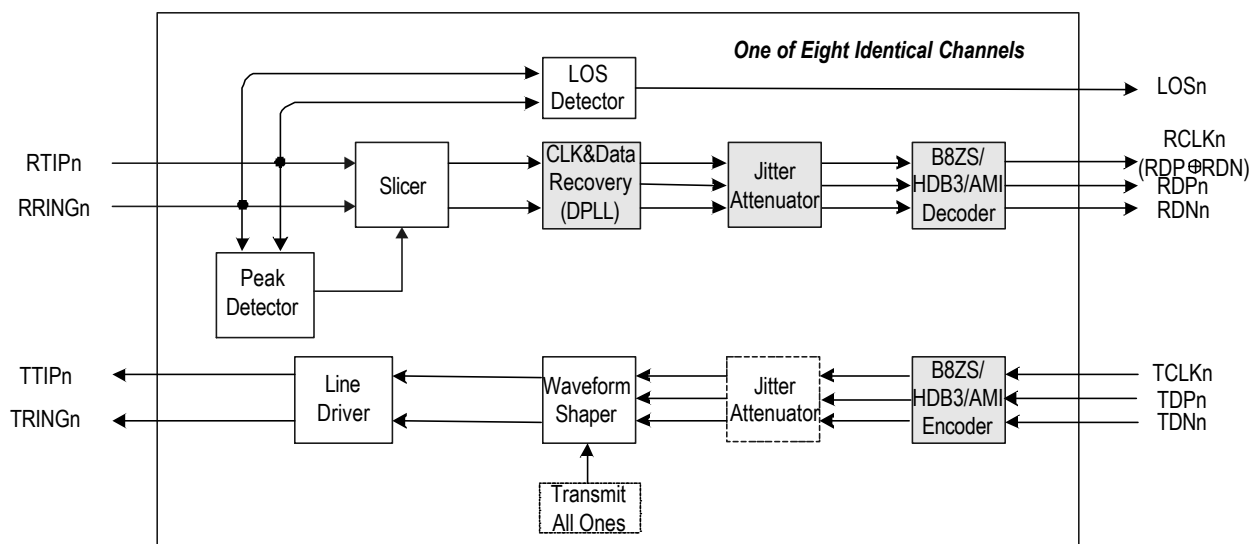 One of Eight Identical Channels
LOS
Detector
LOSn
RTIPn
RRINGn
Slicer
CLK&Data
Recovery
(DPLL)
Jitter
Attenuator
B8ZS/
HDB3/AMI
Decoder
RCLKn
(RDP⊕RDN)
RDPn
RDNn
Peak
Detector
TTIPn
TRINGn
Line
Driver
Waveform
Shaper
Jitter
Attenuator
B8ZS/
HDB3/AMI
Encoder
TCLKn
TDPn
TDNn
Transmit
All Ones